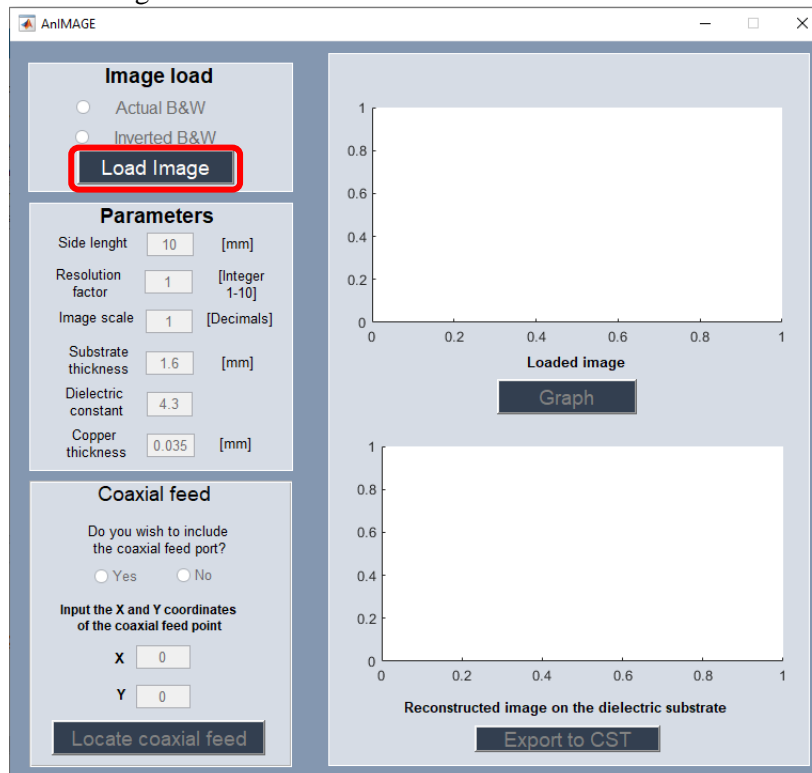 AnIMAGE
Image load
Actual B&W
Inverted B&W
Load Image
Parameters
Side lenght 10 [mm]
Resolution
factor 1 [Integer
1-10]
Image scale 1 [Decimals]
Substrate
thickness 1.6 [mm]
Dielectric
constant 4.3
Copper
thickness 0.035 [mm]
Coaxial feed
Do you wish to include
the coaxial feed port?
Yes No
Input the X and Y coordinates
of the coaxial feed point
X 0
Y 0
Locate coaxial feed
1
0.8
0.6
0.4
0.2
0
0 0.2 0.4 0.6 0.8 1
Loaded image
Graph
1
0.8
0.6
0.4
0.2
0
0 0.2 0.4 0.6 0.8 1
Reconstructed image on the dielectric substrate
Export to CST